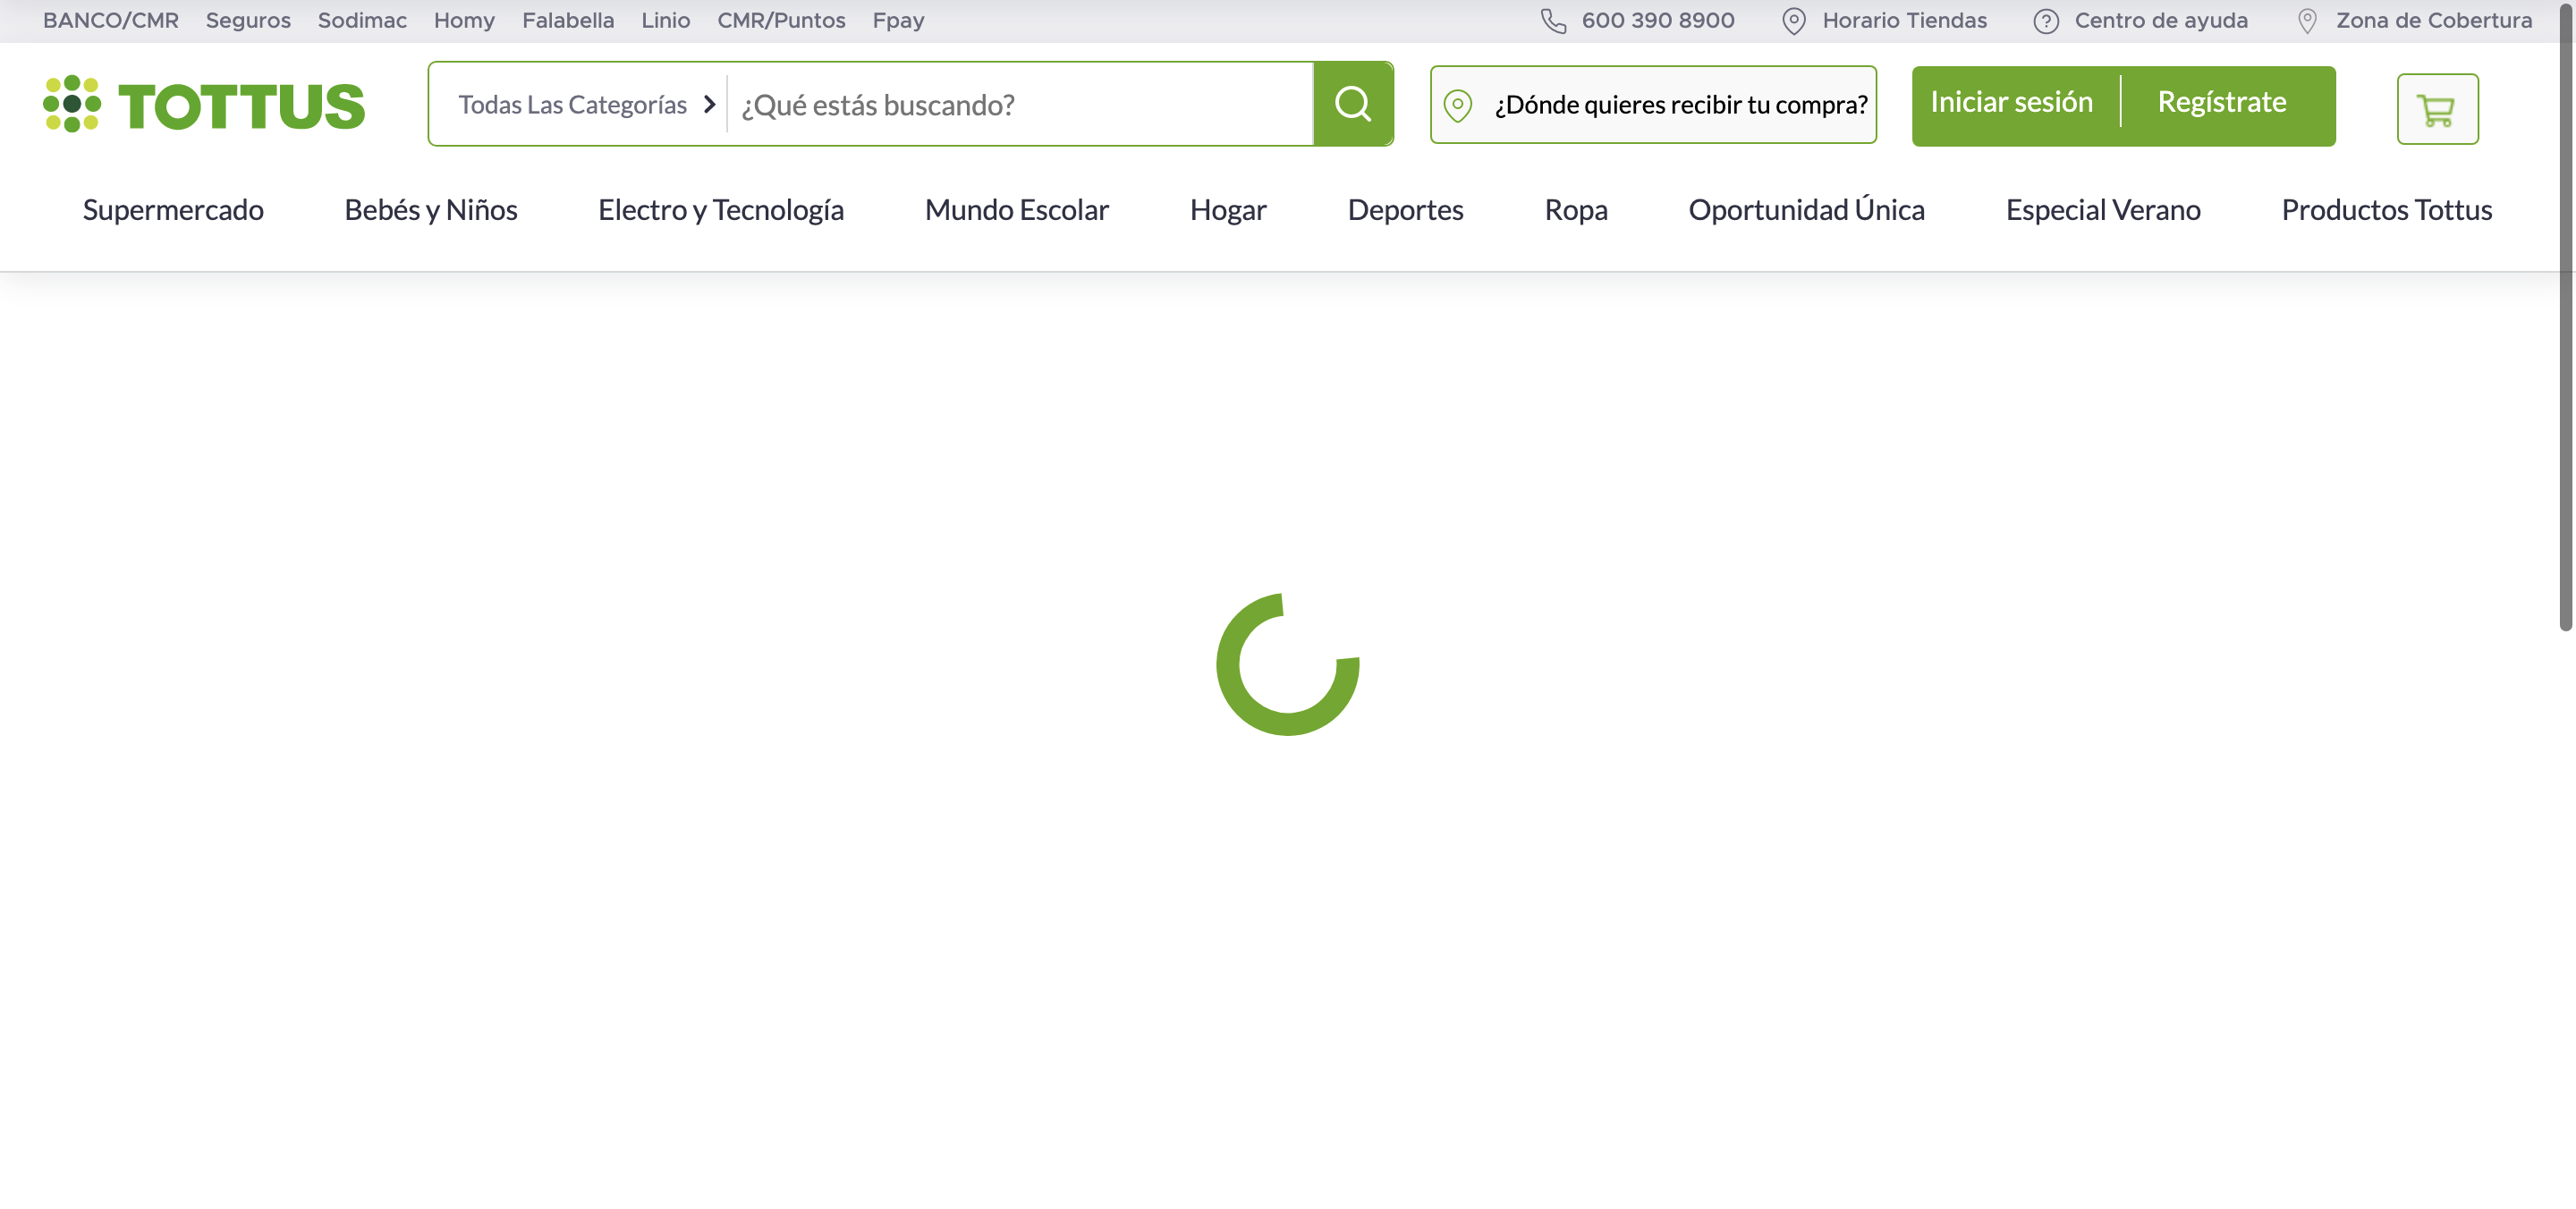 BANCO/CMR Seguros Sodimac Homy Falabella Linio CMR/Puntos Fpay 600 390 8900 Horario Tiendas Centro de ayuda Zona de Cobertura
TOTTUS Todas Las Categorías ¿Qué estás buscando? ¿Dónde quieres recibir tu compra? Iniciar sesión Regístrate
Supermercado Bebés y Niños Electro y Tecnología Mundo Escolar Hogar Deportes Ropa Oportunidad Única Especial Verano Productos Tottus